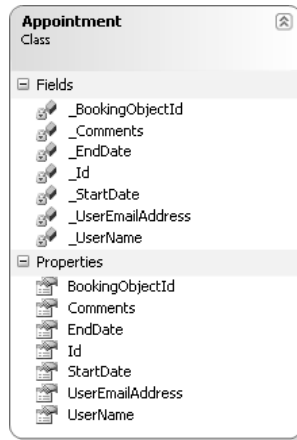 Appointment
Class
Fields
_BookingObjectId
_Comments
_EndDate
_Id
_StartDate
_UserEmailAddress
_UserName
Properties
BookingObjectId
Comments
EndDate
Id
StartDate
UserEmailAddress
UserName